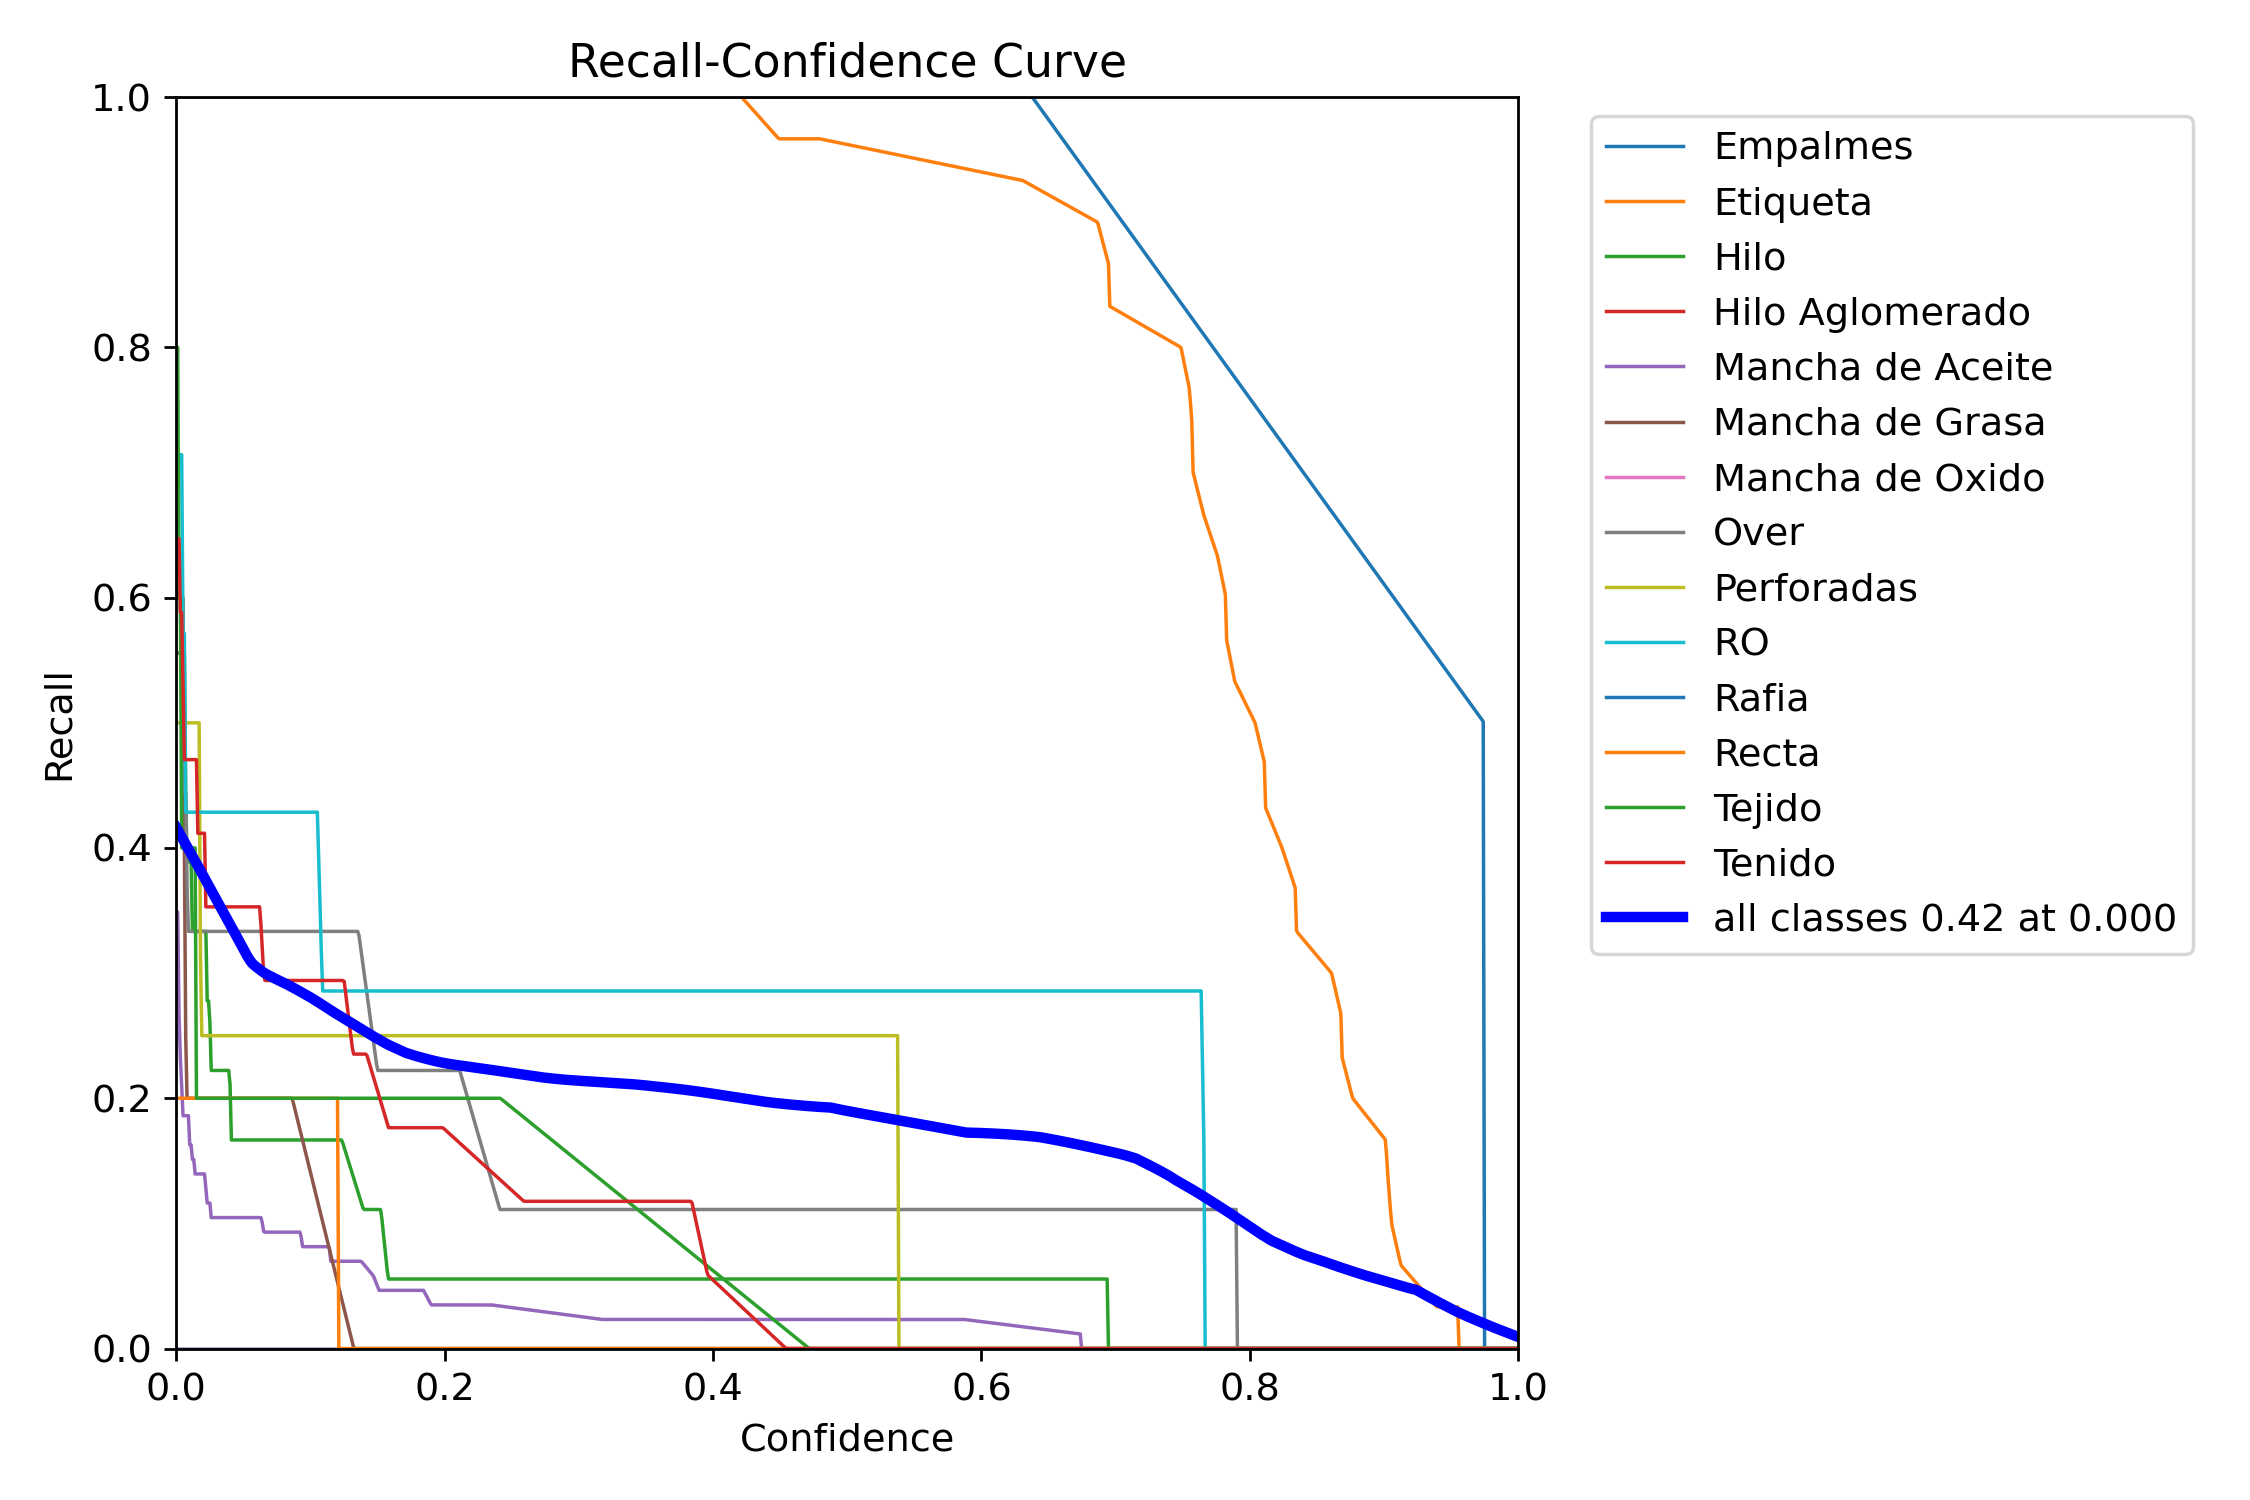 Recall-Confidence Curve
1.0
0.8
0.6
0.4
0.2
0.0
Recall
0.0 0.2 0.4 0.6 0.8 1.0
Confidence
Empalmes
Etiqueta
Hilo
Hilo Aglomerado
Mancha de Aceite
Mancha de Grasa
Mancha de Oxido
Over
Perforadas
RO
Rafia
Recta
Tejido
Tenido
all classes 0.42 at 0.000